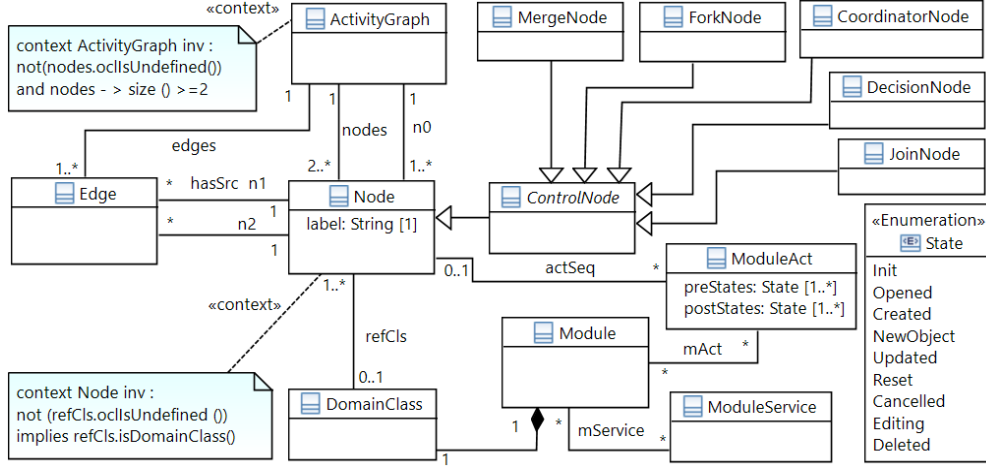 «context»
ActivityGraph
MergeNode
ForkNode
CoordinatorNode
context ActivityGraph inv :
not(nodes.oclIsUndefined())
and nodes - > size () >=2
DecisionNode
1
1
1
nodes
n0
edges
JoinNode
1..*
2..*
1..*
Edge
*
hasSrc n1
1
Node
label: String [1]
ControlNode
*
n2
1
«Enumeration»
<E> State
Init
Opened
Created
NewObject
Updated
Reset
Cancelled
Editing
Deleted
0..1
actSeq
*
ModuleAct
preStates: State [1..*]
postStates: State [1..*]
«context»
1..*
refCls
0..1
Module
mAct
*
*
context Node inv :
not (refCls.oclIsUndefined ())
implies refCls.isDomainClass()
DomainClass
1
1
*
mService
*
ModuleService